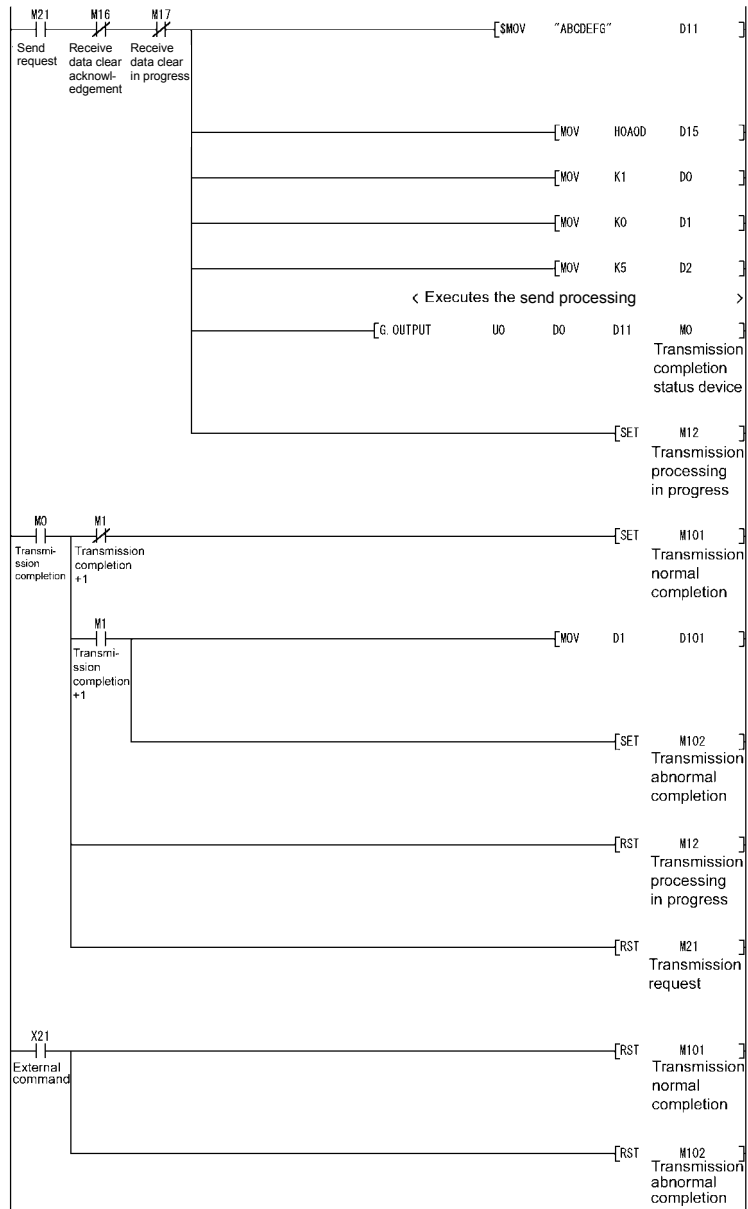 M21 M16 M17
[$MOV "ABCDEFG" D11 ]
Send
request
Receive
data clear
acknowl-
edgement
Receive
data clear
in progress
[MOV H0A0D D15 ]
[MOV K1 D0 ]
[MOV K0 D1 ]
[MOV K5 D2 ]
< Executes the send processing >
[G.OUTPUT U0 D0 D11 M0 ]
Transmission
completion
status device
[SET M12 ]
Transmission
processing
in progress
M0 M1
[SET M101 ]
Transmi-
ssion
completion
Transmission
completion
+1
Transmission
normal
completion
M1
[MOV D1 D101 ]
Transmi-
ssion
completion
+1
[SET M102 ]
Transmission
abnormal
completion
[RST M12 ]
Transmission
processing
in progress
[RST M21 ]
Transmission
request
X21
[RST M101 ]
External
command
Transmission
normal
completion
[RST M102 ]
Transmission
abnormal
completion